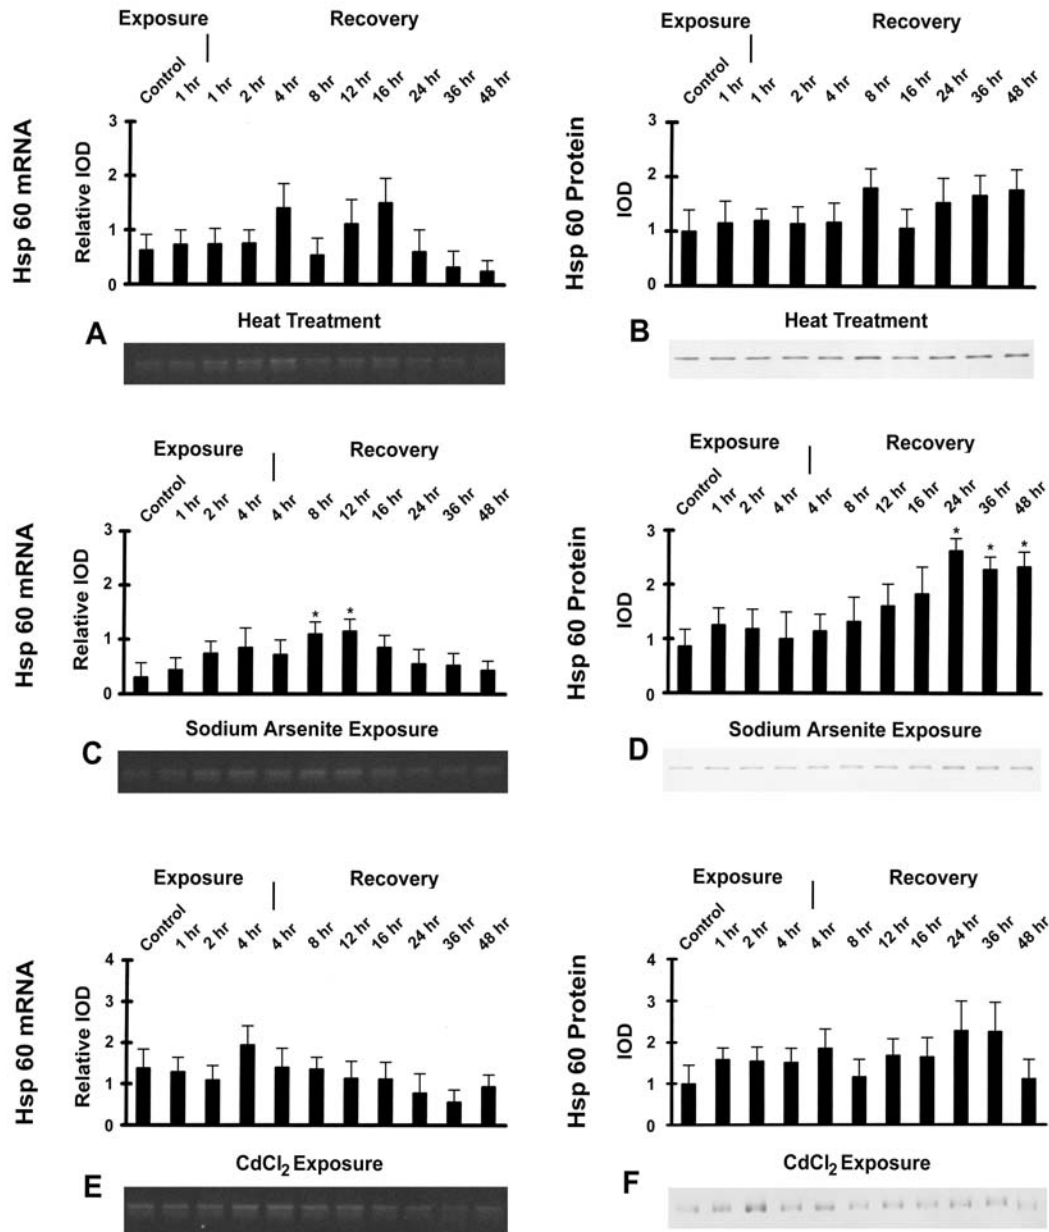 Exposure Recovery
Control 1 hr 1 hr 2 hr 4 hr 8 hr 12 hr 16 hr 24 hr 36 hr 48 hr
Hsp 60 mRNA
Relative IOD
3
2
1
0
Heat Treatment
A
Exposure Recovery
Control 1 hr 1 hr 2 hr 4 hr 8 hr 16 hr 24 hr 36 hr 48 hr
Hsp 60 Protein
IOD
3
2
1
0
Heat Treatment
B
Exposure Recovery
Control 1 hr 2 hr 4 hr 4 hr 8 hr 12 hr 16 hr 24 hr 36 hr 48 hr
Hsp 60 mRNA
Relative IOD
3
2
1
0
* *
Sodium Arsenite Exposure
C
Exposure Recovery
Control 1 hr 2 hr 4 hr 4 hr 8 hr 12 hr 16 hr 24 hr 36 hr 48 hr
Hsp 60 Protein
IOD
3
2
1
0
* * *
Sodium Arsenite Exposure
D
Exposure Recovery
Control 1 hr 2 hr 4 hr 4 hr 8 hr 12 hr 16 hr 24 hr 36 hr 48 hr
Hsp 60 mRNA
Relative IOD
4
3
2
1
0
CdCl₂ Exposure
E
Exposure Recovery
Control 1 hr 2 hr 4 hr 4 hr 8 hr 12 hr 16 hr 24 hr 36 hr 48 hr
Hsp 60 Protein
IOD
4
3
2
1
0
CdCl₂ Exposure
F